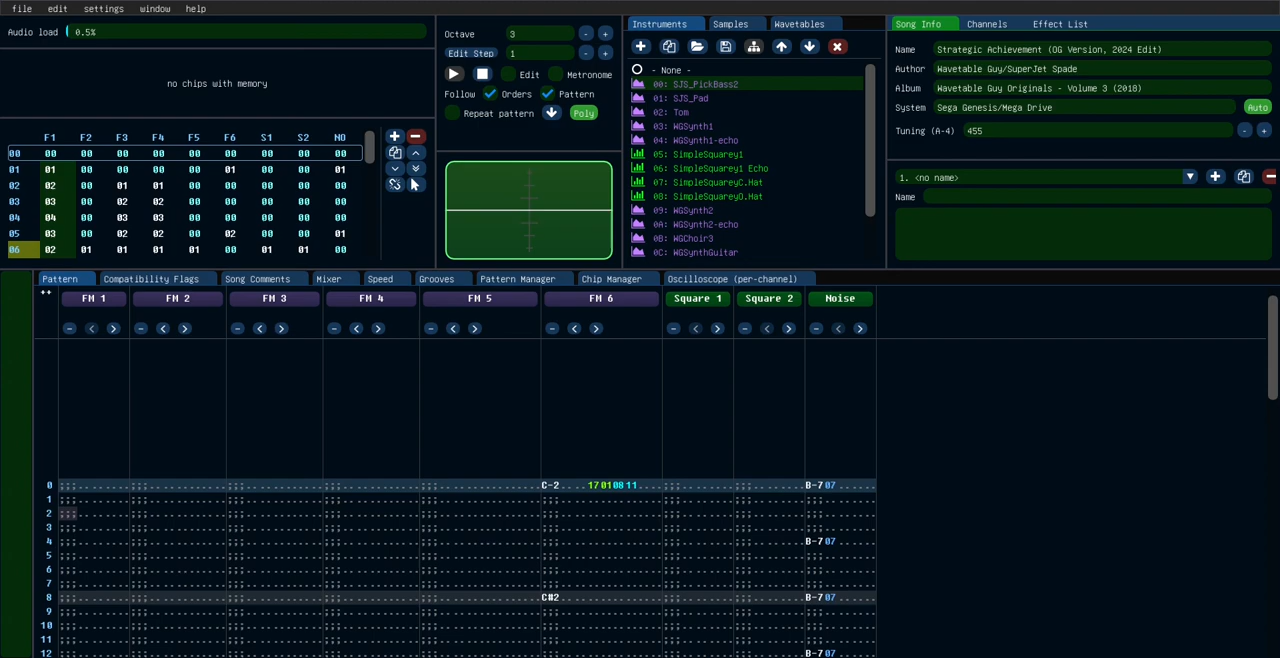 file edit settings window help
Audio load 0.5%
no chips with memory
F1 F2 F3 F4 F5 F6 S1 S2 NO
00 00 00 00 00 00 00 00 00 00
01 01 00 00 00 00 01 00 00 01
02 02 00 01 01 00 00 00 00 00
03 03 00 02 02 00 00 00 00 01
04 04 00 03 03 00 00 00 00 00
05 03 00 02 02 00 02 00 00 01
06 02 01 01 01 01 00 01 01 00
Octave 3 - +
Edit Step 1 - +
Edit Metronome
Follow Orders Pattern
Repeat pattern Poly
Instruments Samples Wavetables
- None -
00: SJS_PickBass2
01: SJS_Pad
02: Tom
03: WGSynth1
04: WGSynth1-echo
05: SimpleSquarey1
06: SimpleSquarey1 Echo
07: SimpleSquareyC.Hat
08: SimpleSquareyO.Hat
09: WGSynth2
0A: WGSynth2-echo
0B: WGChoir3
0C: WGSynthGuitar
Song Info Channels Effect List
Name Strategic Achievement (OG Version, 2024 Edit)
Author Wavetable Guy/SuperJet Spade
Album Wavetable Guy Originals - Volume 3 (2018)
System Sega Genesis/Mega Drive Auto
Tuning (A-4) 455 - +
1. <no name>
Name
Pattern Compatibility Flags Song Comments Mixer Speed Grooves Pattern Manager Chip Manager Oscilloscope (per-channel)
++ FM 1 FM 2 FM 3 FM 4 FM 5 FM 6 Square 1 Square 2 Noise
0 C-2 17 01 08 11 B-7 07
1
2
3
4 B-7 07
5
6
7
8 C#2 B-7 07
9
10
11
12 B-7 07